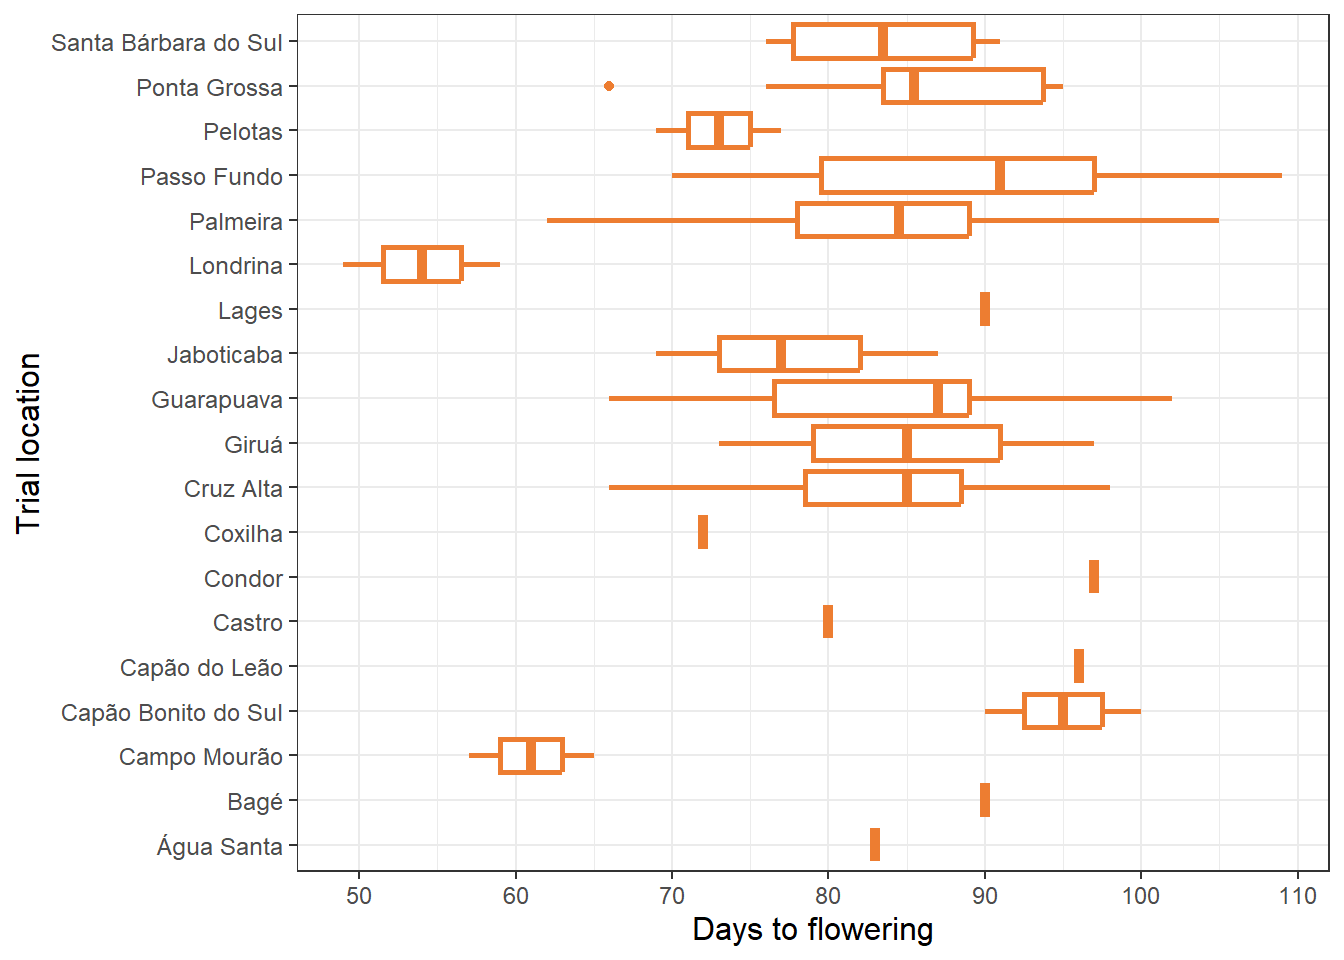 Santa Bárbara do Sul
Ponta Grossa
Pelotas
Passo Fundo
Palmeira
Londrina
Lages
Jaboticaba
Guarapuava
Giruá
Cruz Alta
Coxilha
Condor
Castro
Capão do Leão
Capão Bonito do Sul
Campo Mourão
Bagé
Água Santa
Trial location
50 60 70 80 90 100 110
Days to flowering